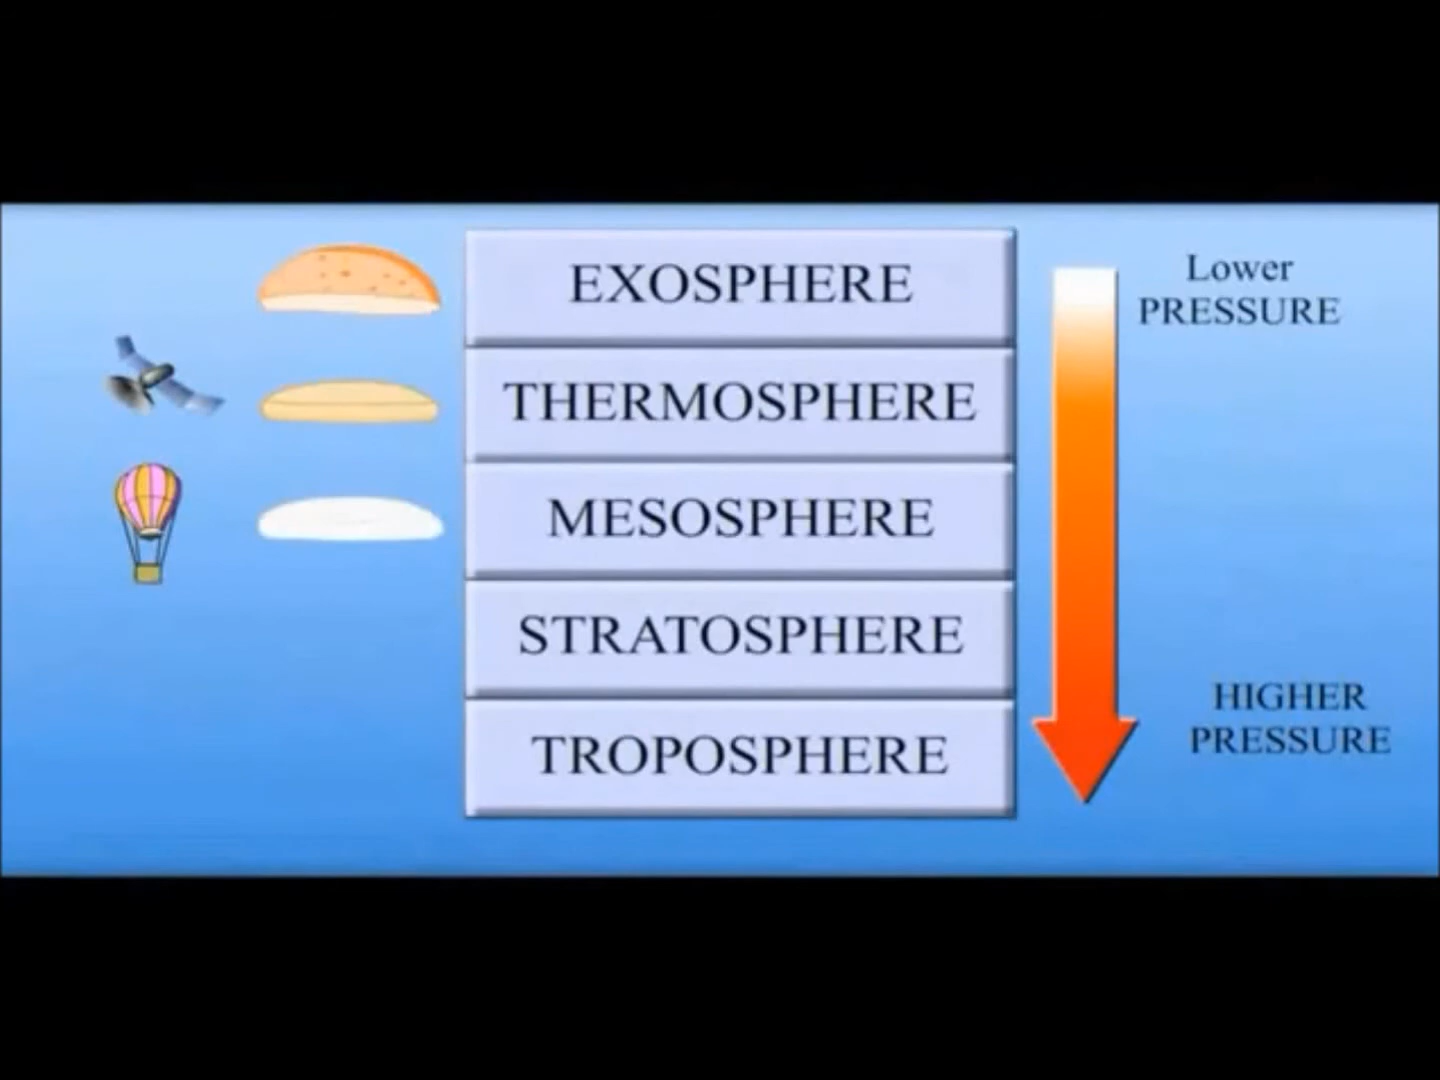 EXOSPHERE
THERMOSPHERE
MESOSPHERE
STRATOSPHERE
TROPOSPHERE
Lower
PRESSURE
HIGHER
PRESSURE